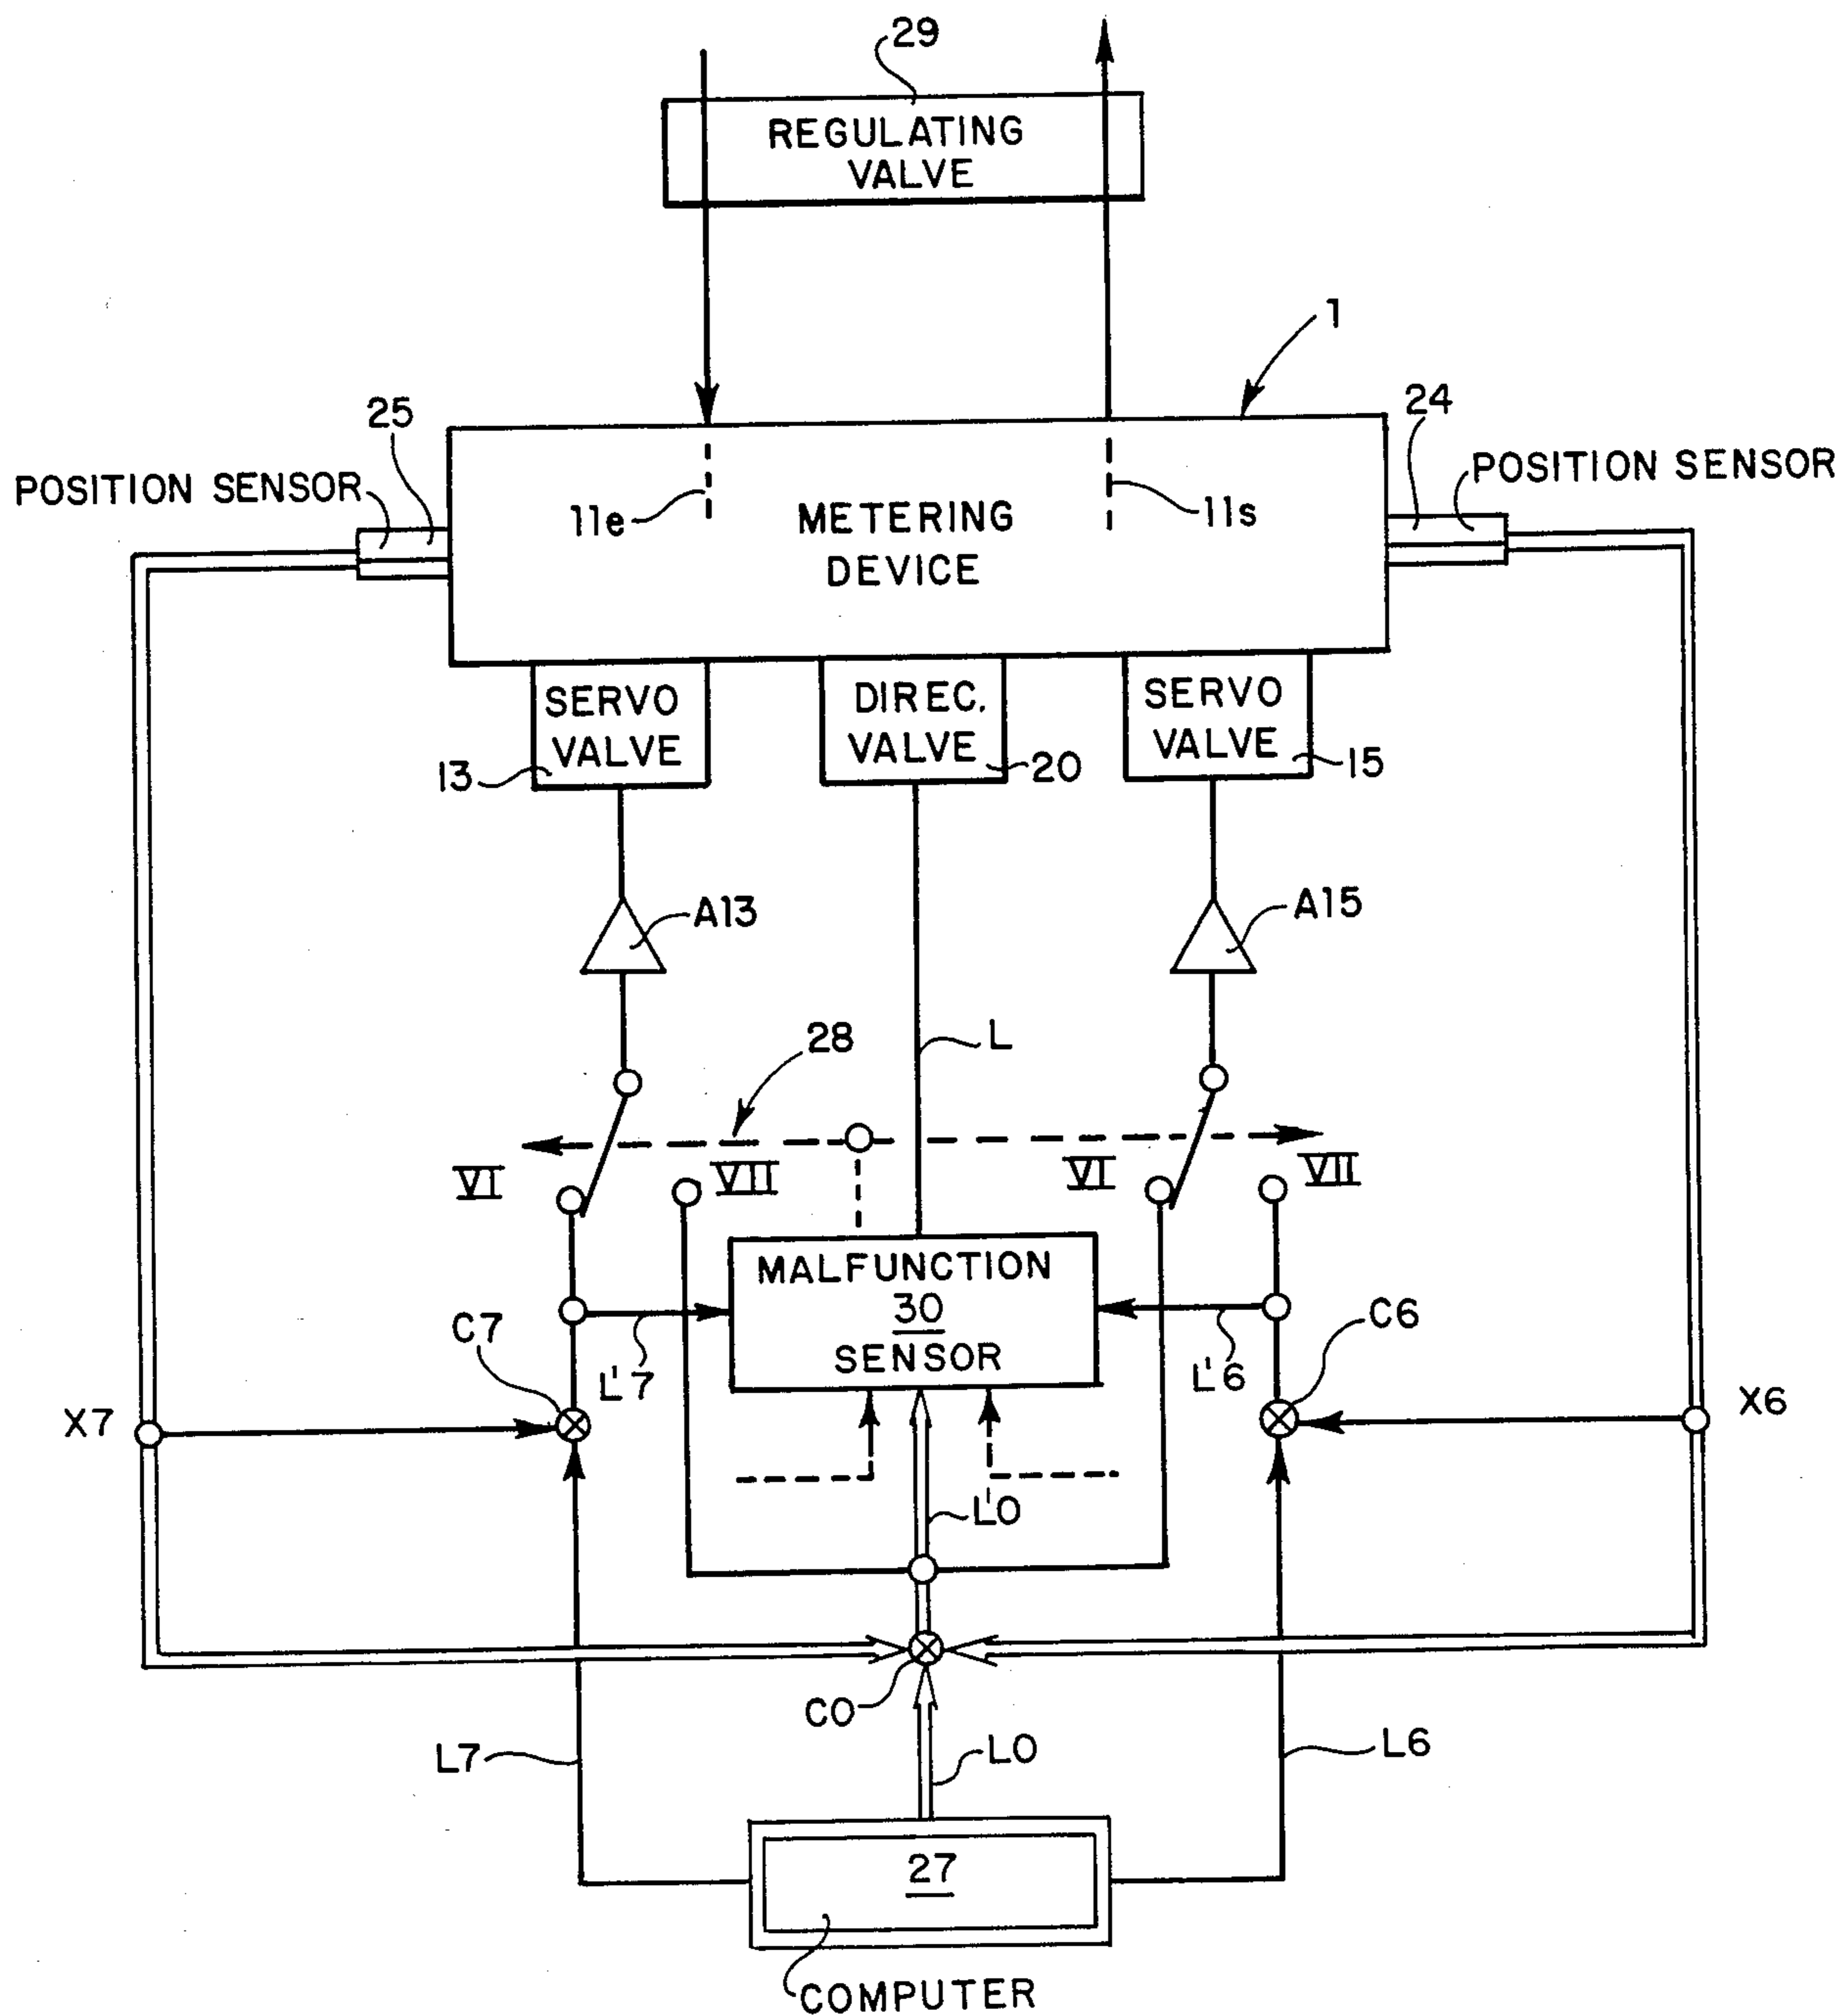 29
REGULATING
VALVE
1
25
24
POSITION SENSOR
POSITION SENSOR
11e
METERING
DEVICE
11s
SERVO
VALVE
13
DIREC.
VALVE
20
SERVO
VALVE
15
A13
A15
28
L
VI
VII
VI
VII
MALFUNCTION
30
SENSOR
C7
L'7
L'6
C6
X7
X6
L'0
C0
L7
L0
L6
27
COMPUTER